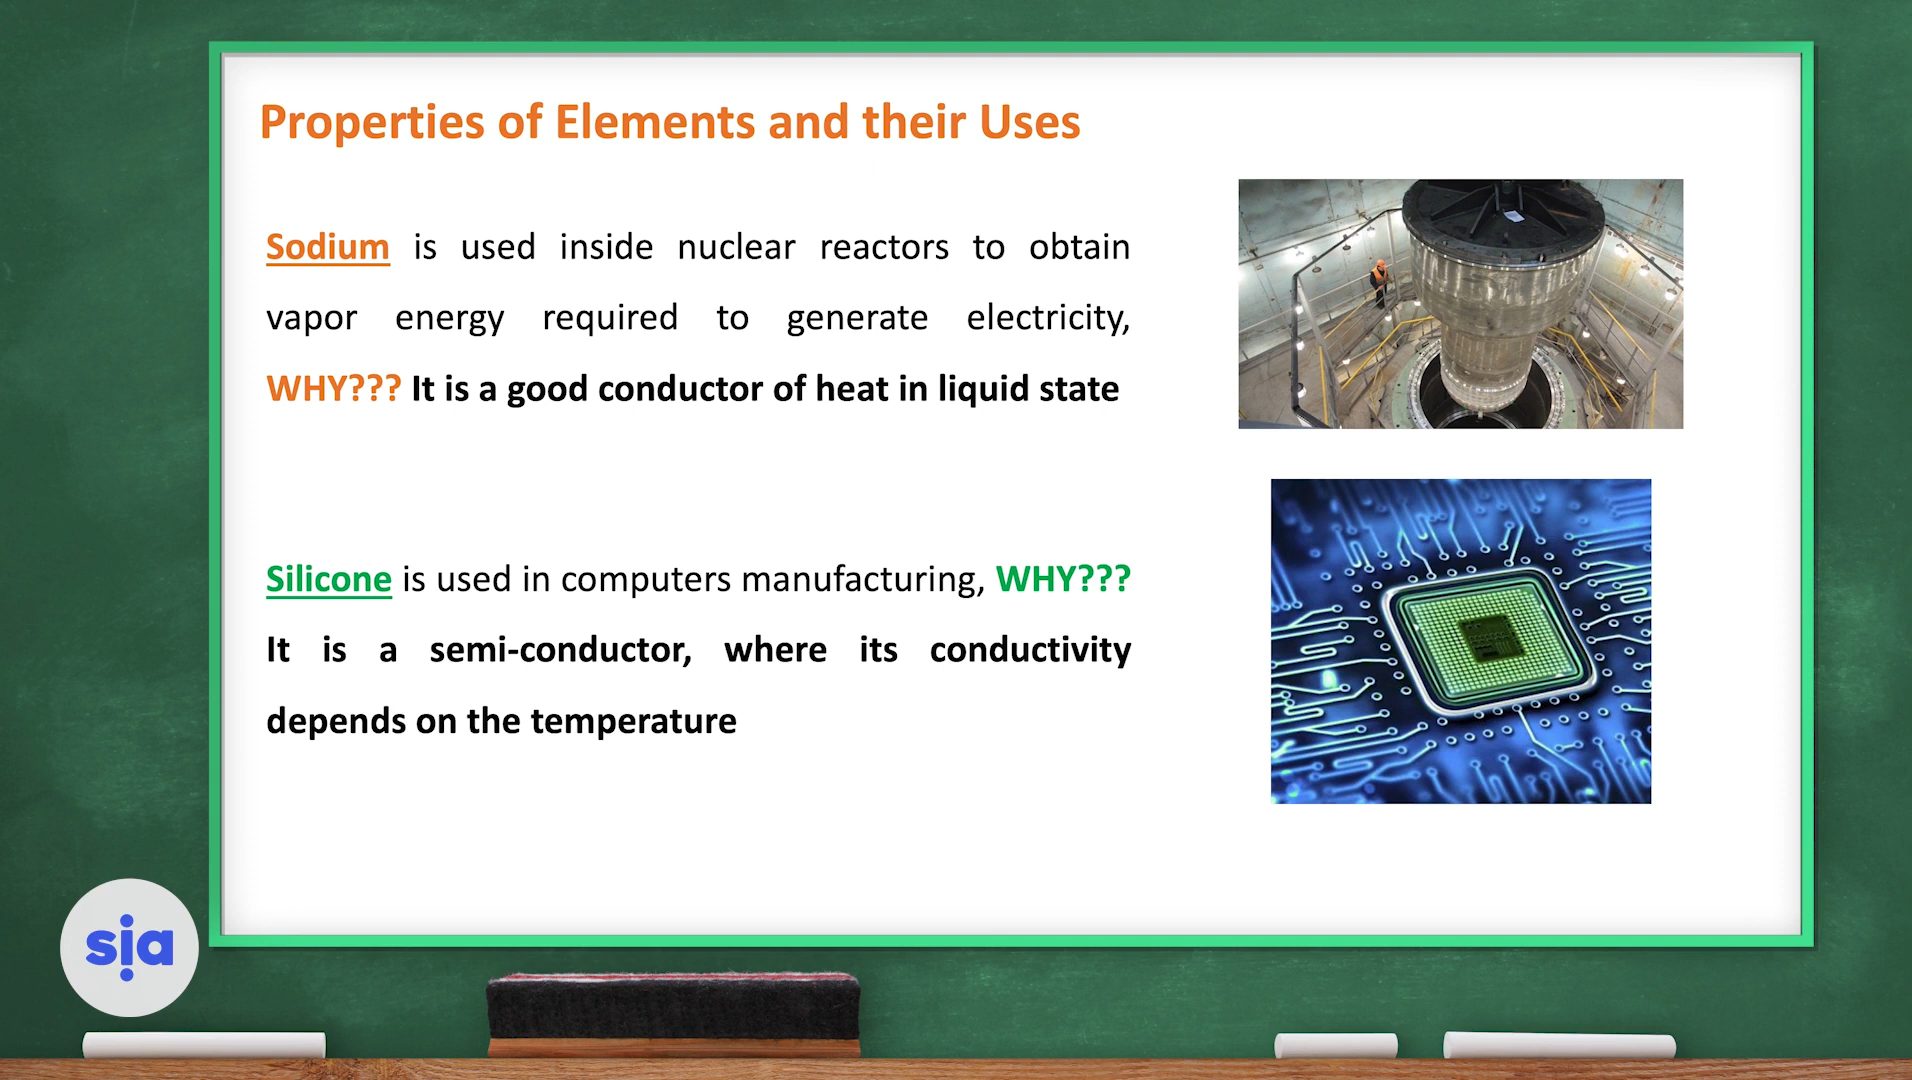 Properties of Elements and their Uses
Sodium is used inside nuclear reactors to obtain
vapor energy required to generate electricity,
WHY??? It is a good conductor of heat in liquid state
Silicone is used in computers manufacturing, WHY???
It is a semi-conductor, where its conductivity
depends on the temperature
sia